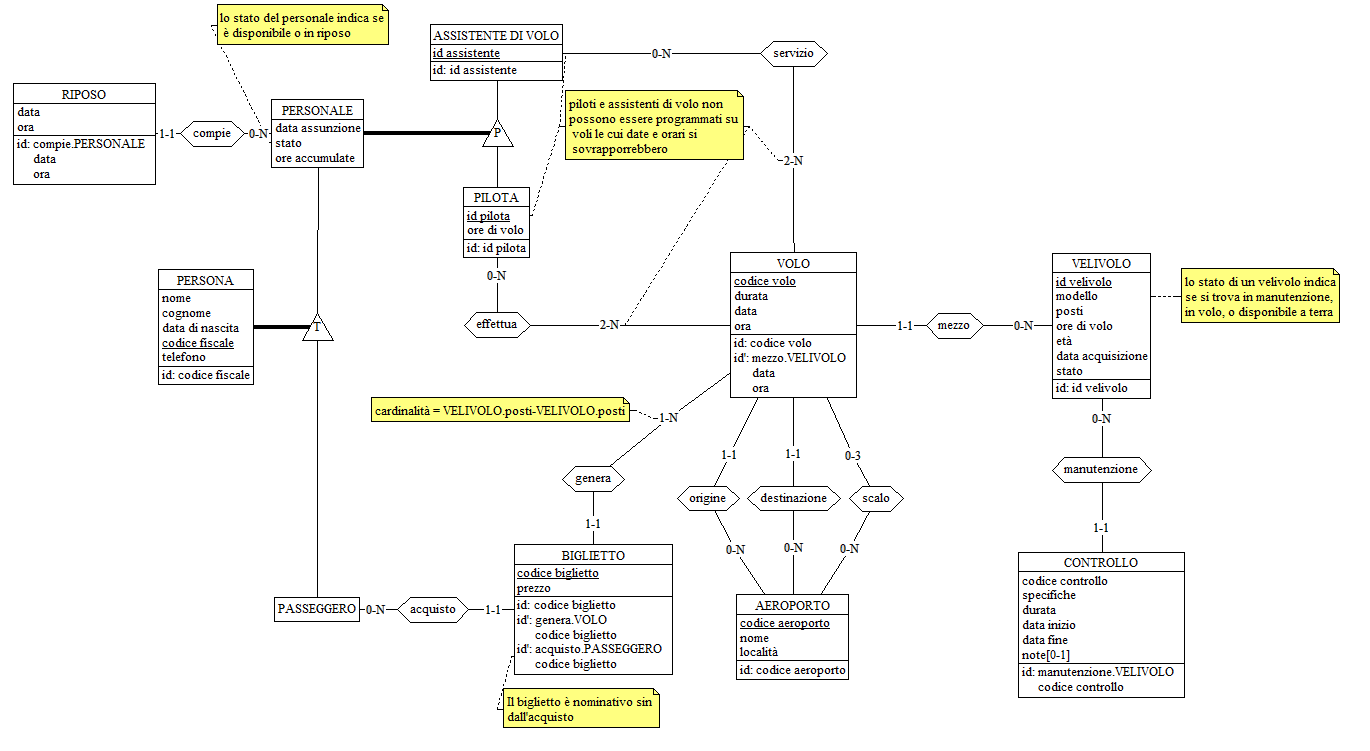 lo stato del personale indica se
è disponibile o in riposo
ASSISTENTE DI VOLO
id assistente
id: id assistente
0-N
servizio
RIPOSO
data
ora
id: compie.PERSONALE
data
ora
1-1
compie
0-N
PERSONALE
data assunzione
stato
ore accumulate
P
piloti e assistenti di volo non
possono essere programmati su
voli le cui date e orari si
sovrapporrebbero
2-N
PILOTA
id pilota
ore di volo
id: id pilota
0-N
effettua
2-N
PERSONA
nome
cognome
data di nascita
codice fiscale
telefono
id: codice fiscale
T
VOLO
codice volo
durata
data
ora
id: codice volo
id': mezzo.VELIVOLO
data
ora
1-1
mezzo
0-N
VELIVOLO
id velivolo
modello
posti
ore di volo
età
data acquisizione
stato
id: id velivolo
lo stato di un velivolo indica
se si trova in manutenzione,
in volo, o disponibile a terra
cardinalità = VELIVOLO.posti-VELIVOLO.posti
1-N
genera
1-1
1-1
origine
0-N
1-1
destinazione
0-N
0-3
scalo
0-N
0-N
manutenzione
1-1
BIGLIETTO
codice biglietto
prezzo
id: codice biglietto
id': genera.VOLO
codice biglietto
id': acquisto.PASSEGGERO
codice biglietto
PASSEGGERO
0-N
acquisto
1-1
AEROPORTO
codice aeroporto
nome
località
id: codice aeroporto
CONTROLLO
codice controllo
specifiche
durata
data inizio
data fine
note[0-1]
id: manutenzione.VELIVOLO
codice controllo
Il biglietto è nominativo sin
dall'acquisto